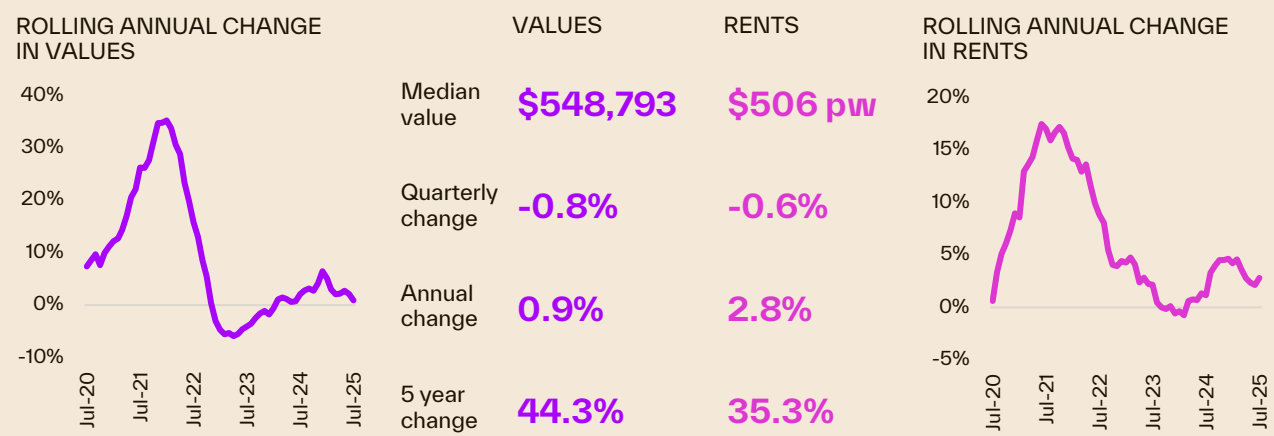 ROLLING ANNUAL CHANGE
IN VALUES
40%
30%
20%
10%
0%
-10%
Jul-20
Jul-21
Jul-22
Jul-23
Jul-24
Jul-25
VALUES
RENTS
Median
value
$548,793
$506 pw
Quarterly
change
-0.8%
-0.6%
Annual
change
0.9%
2.8%
5 year
change
44.3%
35.3%
ROLLING ANNUAL CHANGE
IN RENTS
20%
15%
10%
5%
0%
-5%
Jul-20
Jul-21
Jul-22
Jul-23
Jul-24
Jul-25